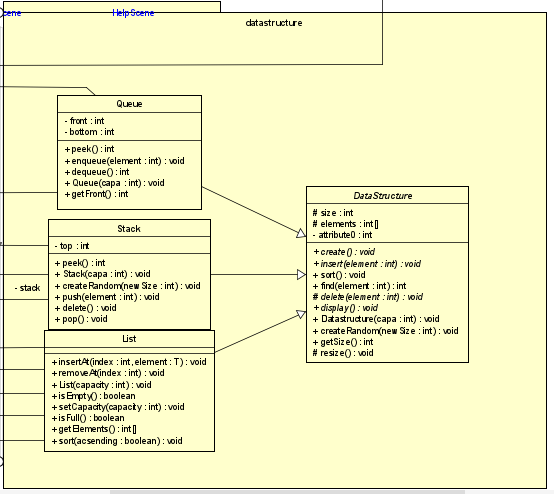 cene
HelpScene
datastructure
Queue
- front : int
- bottom : int
+ peek() : int
+ enqueue(element : int) : void
+ dequeue() : int
+ Queue(capa : int) : void
+ getFront() : int
Stack
- top : int
+ peek() : int
+ Stack(capa : int) : void
+ createRandom(newSize : int) : void
+ push(element : int) : void
+ delete() : void
+ pop() : void
- stack
List
+ insertAt(index : int, element : T) : void
+ removeAt(index : int) : void
+ List(capacity : int) : void
+ isEmpty() : boolean
+ setCapacity(capacity : int) : void
+ isFull() : boolean
+ getElements() : int[]
+ sort(acsending : boolean) : void
DataStructure
# size : int
# elements : int[]
- attribute0 : int
+ create() : void
+ insert(element : int) : void
+ sort() : void
+ find(element : int) : int
# delete(element : int) : void
+ display() : void
+ Datastructure(capa : int) : void
+ createRandom(newSize : int) : void
+ getSize() : int
# resize() : void